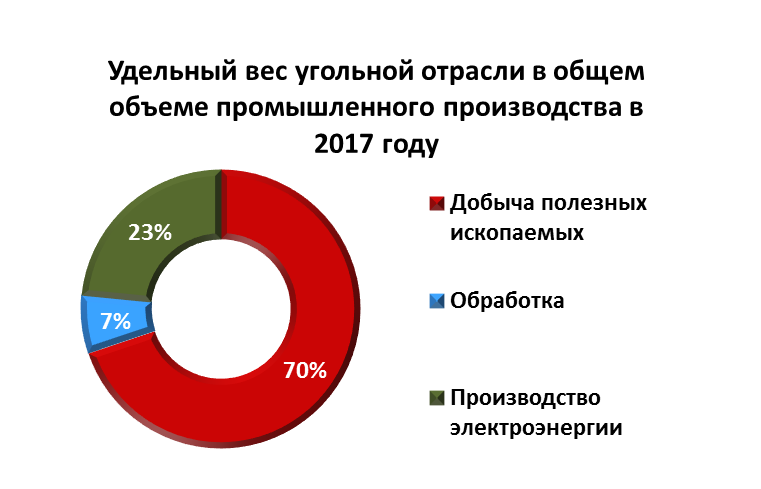 Удельный вес угольной отрасли в общем
объеме промышленного производства в
2017 году
23%
7%
70%
Добыча полезных
ископаемых
Обработка
Производство
электроэнергии